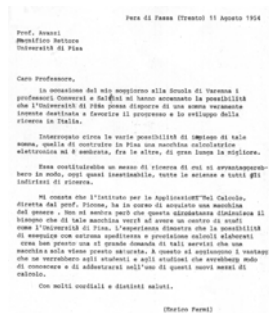 Pera di Fassa (Trento) 11 Agosto 1954
Prof. Avanzi
Magnifico Rettore
Università di Pisa
Caro Professore,
in occasione del mio soggiorno alla Scuola di Varenna i
professori Conversi e Salvini mi hanno accennato la possibilità
che l'Università di Pisa possa disporre di una somma veramente
ingente destinata a favorire il progresso e lo sviluppo della
ricerca in Italia.
Interrogato circa le varie possibilità di impiego di tale
somma, quella di costruire in Pisa una macchina calcolatrice
elettronica mi è sembrata, fra le altre, di gran lunga la migliore.
Essa costituirebbe un mezzo di ricerca di cui si avvantaggereb-
bero in modo, oggi quasi inestimabile, tutte le scienze e tutti gli
indirizzi di ricerca.
Mi consta che l'Istituto per le Applicazioni del Calcolo,
diretto dal prof. Picone, ha in corso di acquisto una macchina
del genere. Non mi sembra però che questa circostanza diminuisca il
bisogno che di tale macchina verrà ad avere un centro di studi
come l'Università di Pisa. L'esperienza dimostra che la possibilità
di eseguire con estrema speditezza e precisione calcoli elaborati
crea ben presto una sì grande domanda di tali servizi che una
macchina sola viene presto saturata. A questo si aggiungono i vantaggi
che ne verrebbero agli studenti e agli studiosi che avrebbero modo
di conoscere e di addestrarsi nell'uso di questi nuovi mezzi di
calcolo.
Con molti cordiali e distinti saluti.
(Enrico Fermi)